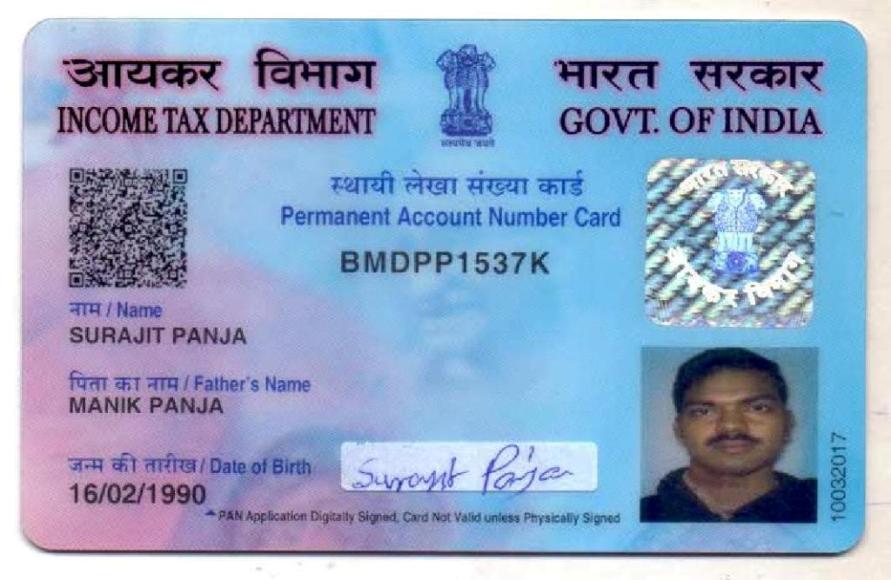 आयकर विभाग
INCOME TAX DEPARTMENT
सत्यमेव जयते
भारत सरकार
GOVT. OF INDIA
स्थायी लेखा संख्या कार्ड
Permanent Account Number Card
BMDPP1537K
भारत सरकार
आयकर विभाग
नाम / Name
SURAJIT PANJA
पिता का नाम / Father's Name
MANIK PANJA
जन्म की तारीख / Date of Birth
16/02/1990
Surajit Panja
PAN Application Digitally Signed, Card Not Valid unless Physically Signed
10032017